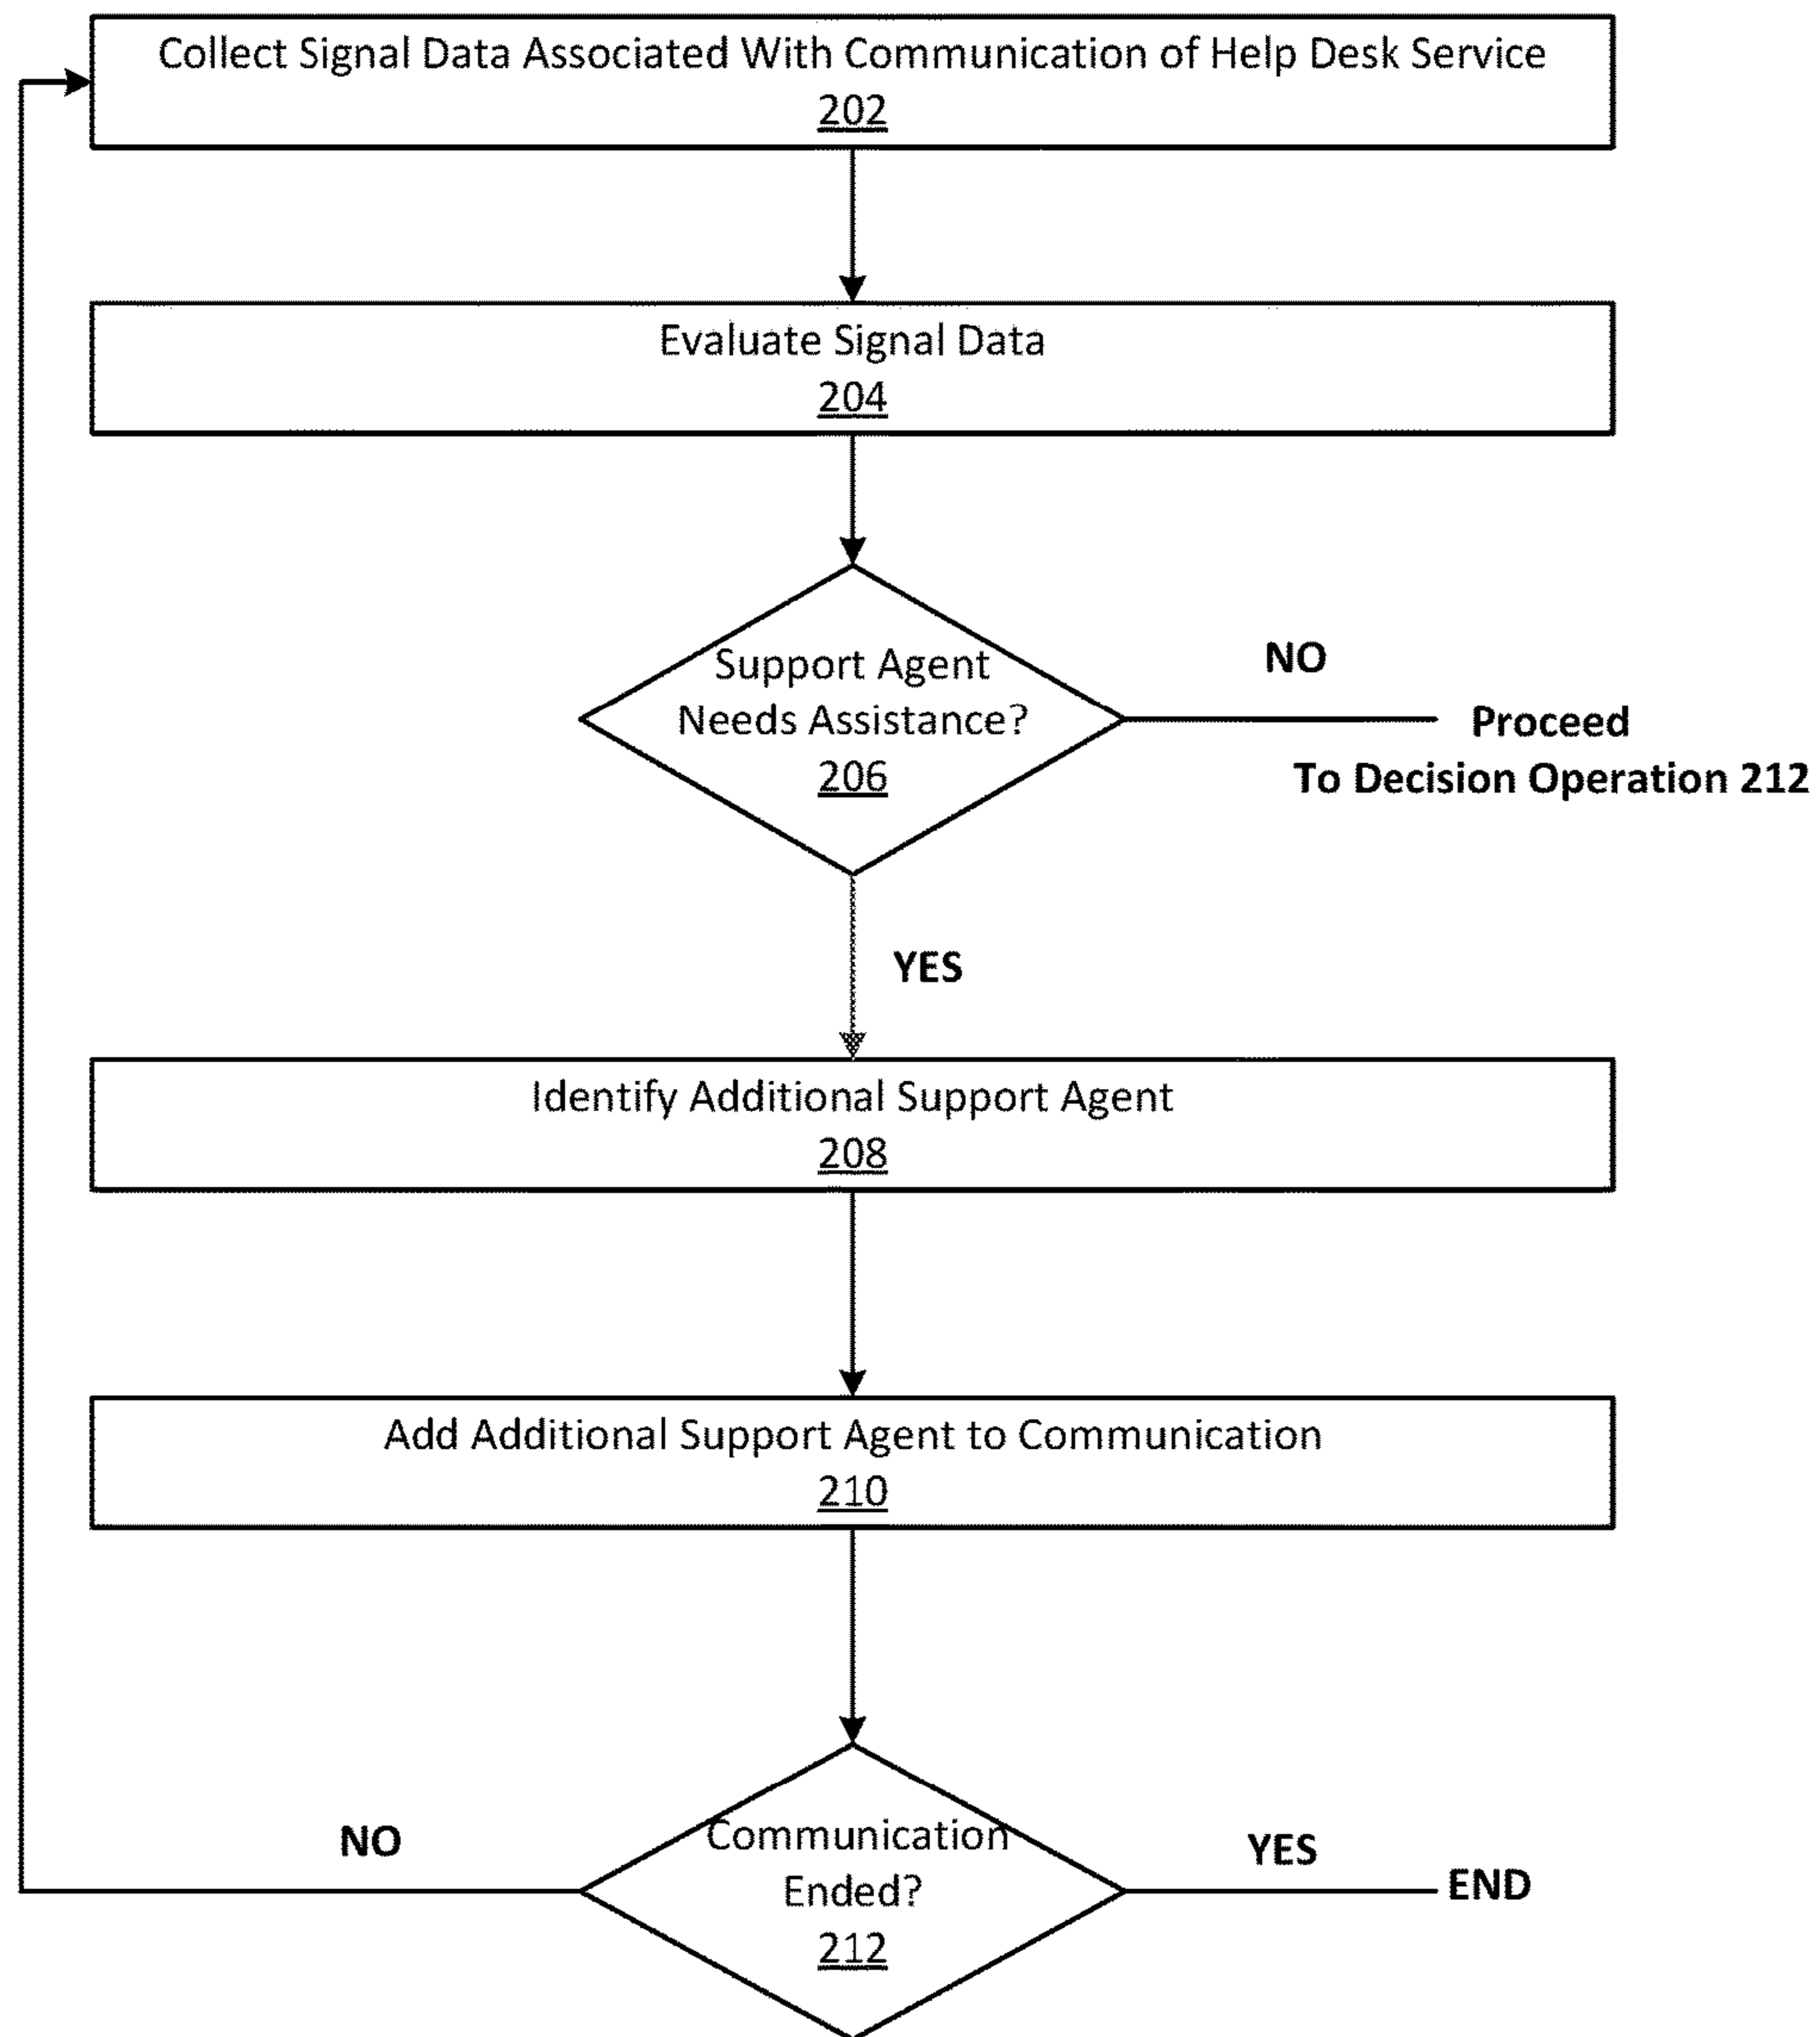 Collect Signal Data Associated With Communication of Help Desk Service
202
Evaluate Signal Data
204
Support Agent
Needs Assistance?
206
NO
Proceed
To Decision Operation 212
YES
Identify Additional Support Agent
208
Add Additional Support Agent to Communication
210
NO
Communication
Ended?
212
YES
END